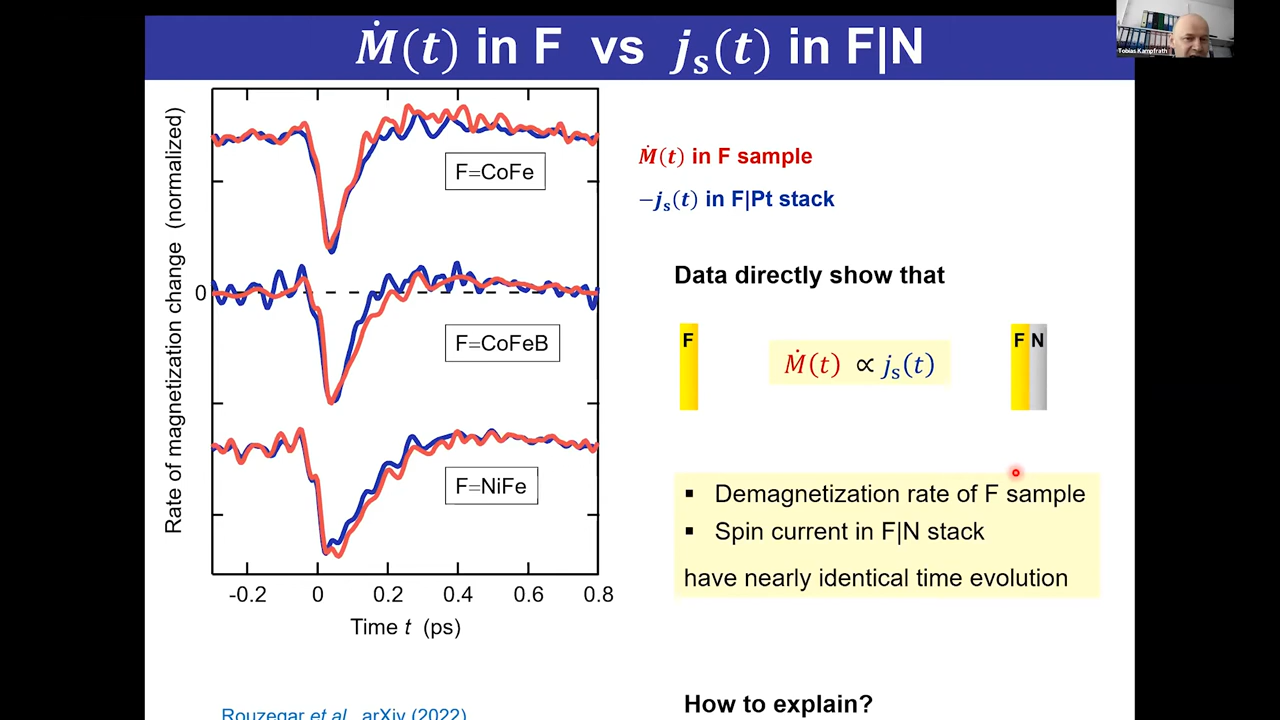 Ṁ(t) in F vs jₛ(t) in F|N
Tobias Kampfrath
Rate of magnetization change (normalized)
0
F=CoFe
F=CoFeB
F=NiFe
-0.2 0 0.2 0.4 0.6 0.8
Time t (ps)
Ṁ(t) in F sample
−jₛ(t) in F|Pt stack
Data directly show that
F
Ṁ(t) ∝ jₛ(t)
F N
▪ Demagnetization rate of F sample
▪ Spin current in F|N stack
have nearly identical time evolution
Rouzegar et al., arXiv (2022)
How to explain?